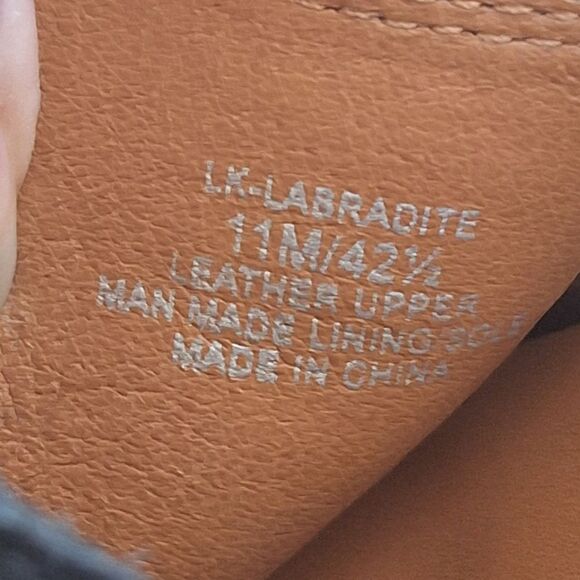 LK-LABRADITE
11M/42½
LEATHER UPPER
MAN MADE LINING SOLE
MADE IN CHINA